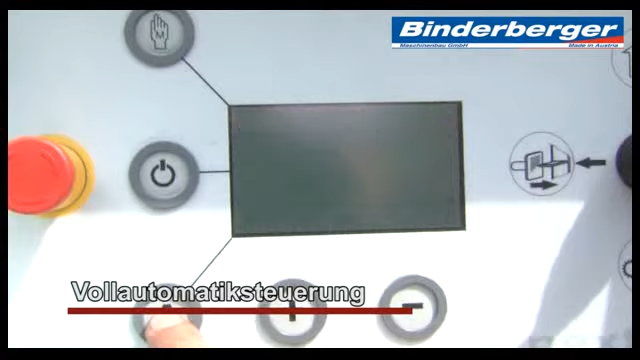 Binderberger
Maschinenbau GmbH
Made in Austria
M
Vollautomatiksteuerung